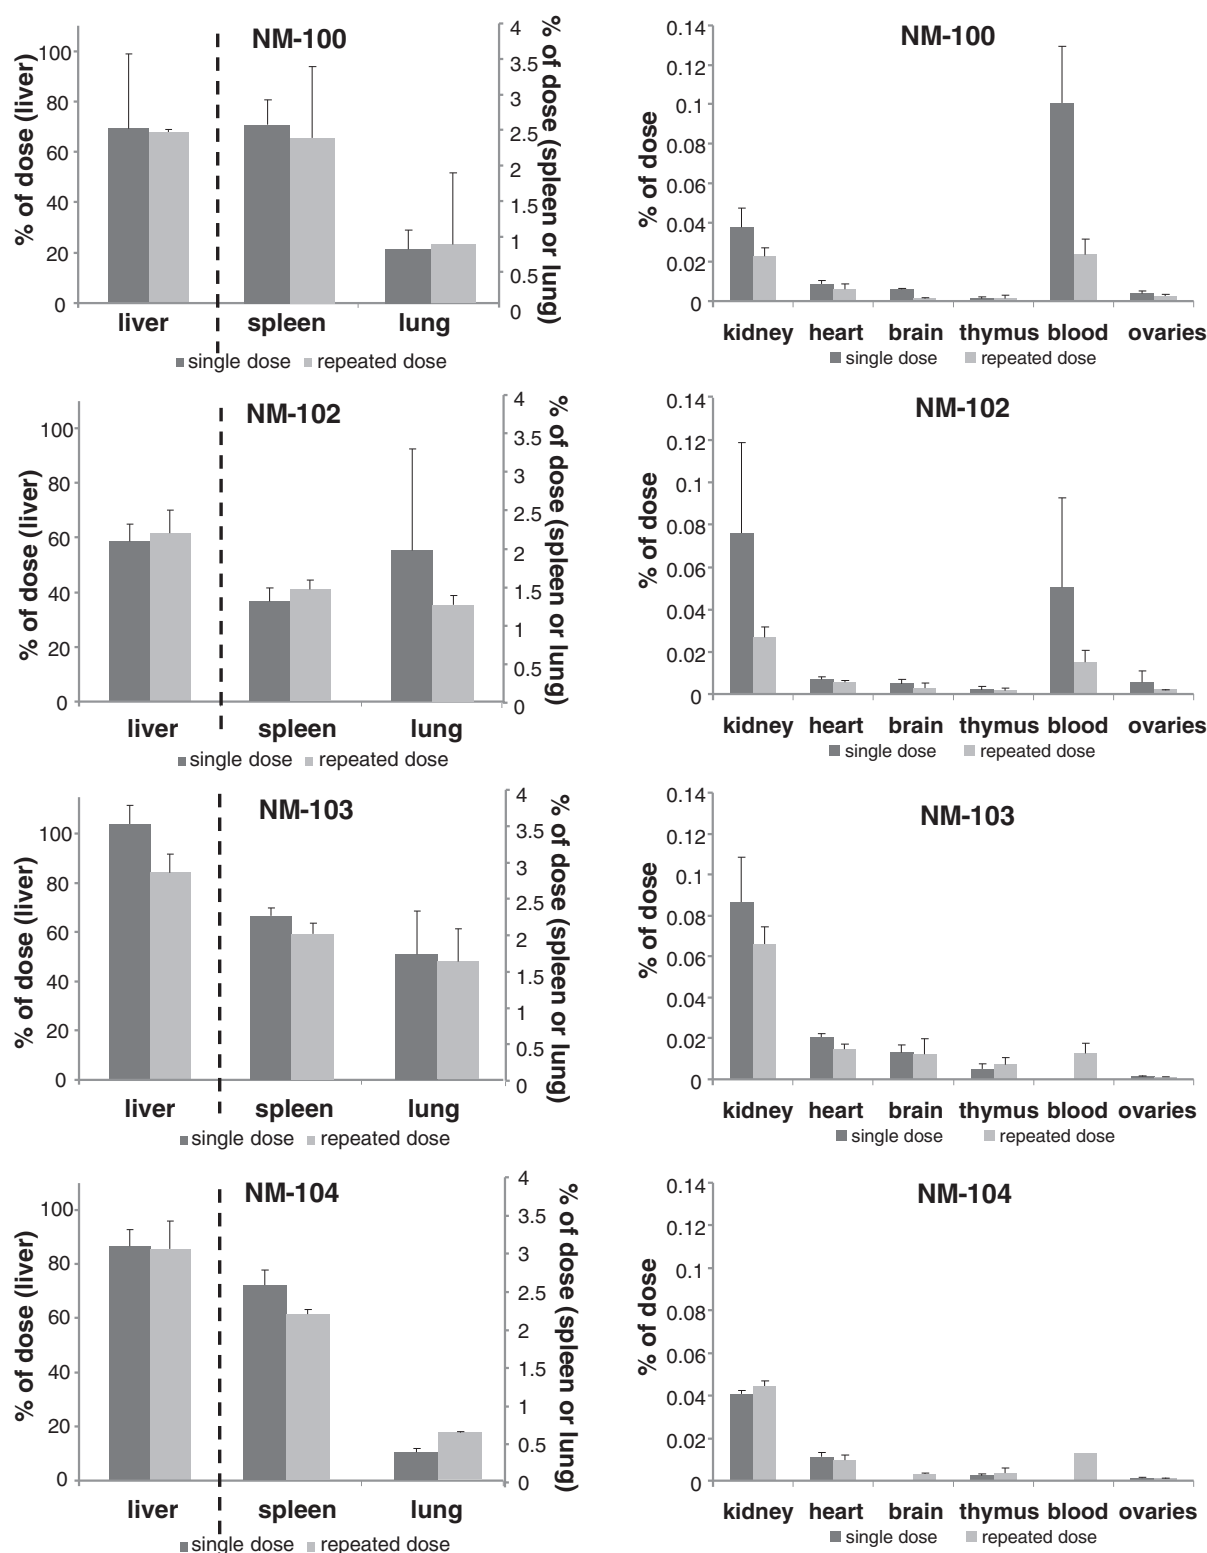 NM-100
% of dose (liver)
100
80
60
40
20
0
4
3.5
3
2.5
2
1.5
1
0.5
0
% of dose (spleen or lung)
liver spleen lung
single dose repeated dose
NM-100
% of dose
0.14
0.12
0.1
0.08
0.06
0.04
0.02
0
kidney heart brain thymus blood ovaries
single dose repeated dose
NM-102
% of dose (liver)
100
80
60
40
20
0
4
3.5
3
2.5
2
1.5
1
0.5
0
% of dose (spleen or lung)
liver spleen lung
single dose repeated dose
NM-102
% of dose
0.14
0.12
0.1
0.08
0.06
0.04
0.02
0
kidney heart brain thymus blood ovaries
single dose repeated dose
NM-103
% of dose (liver)
100
80
60
40
20
0
4
3.5
3
2.5
2
1.5
1
0.5
0
% of dose (spleen or lung)
liver spleen lung
single dose repeated dose
NM-103
% of dose
0.14
0.12
0.1
0.08
0.06
0.04
0.02
0
kidney heart brain thymus blood ovaries
single dose repeated dose
NM-104
% of dose (liver)
100
80
60
40
20
0
4
3.5
3
2.5
2
1.5
1
0.5
0
% of dose (spleen or lung)
liver spleen lung
single dose repeated dose
NM-104
% of dose
0.14
0.12
0.1
0.08
0.06
0.04
0.02
0
kidney heart brain thymus blood ovaries
single dose repeated dose